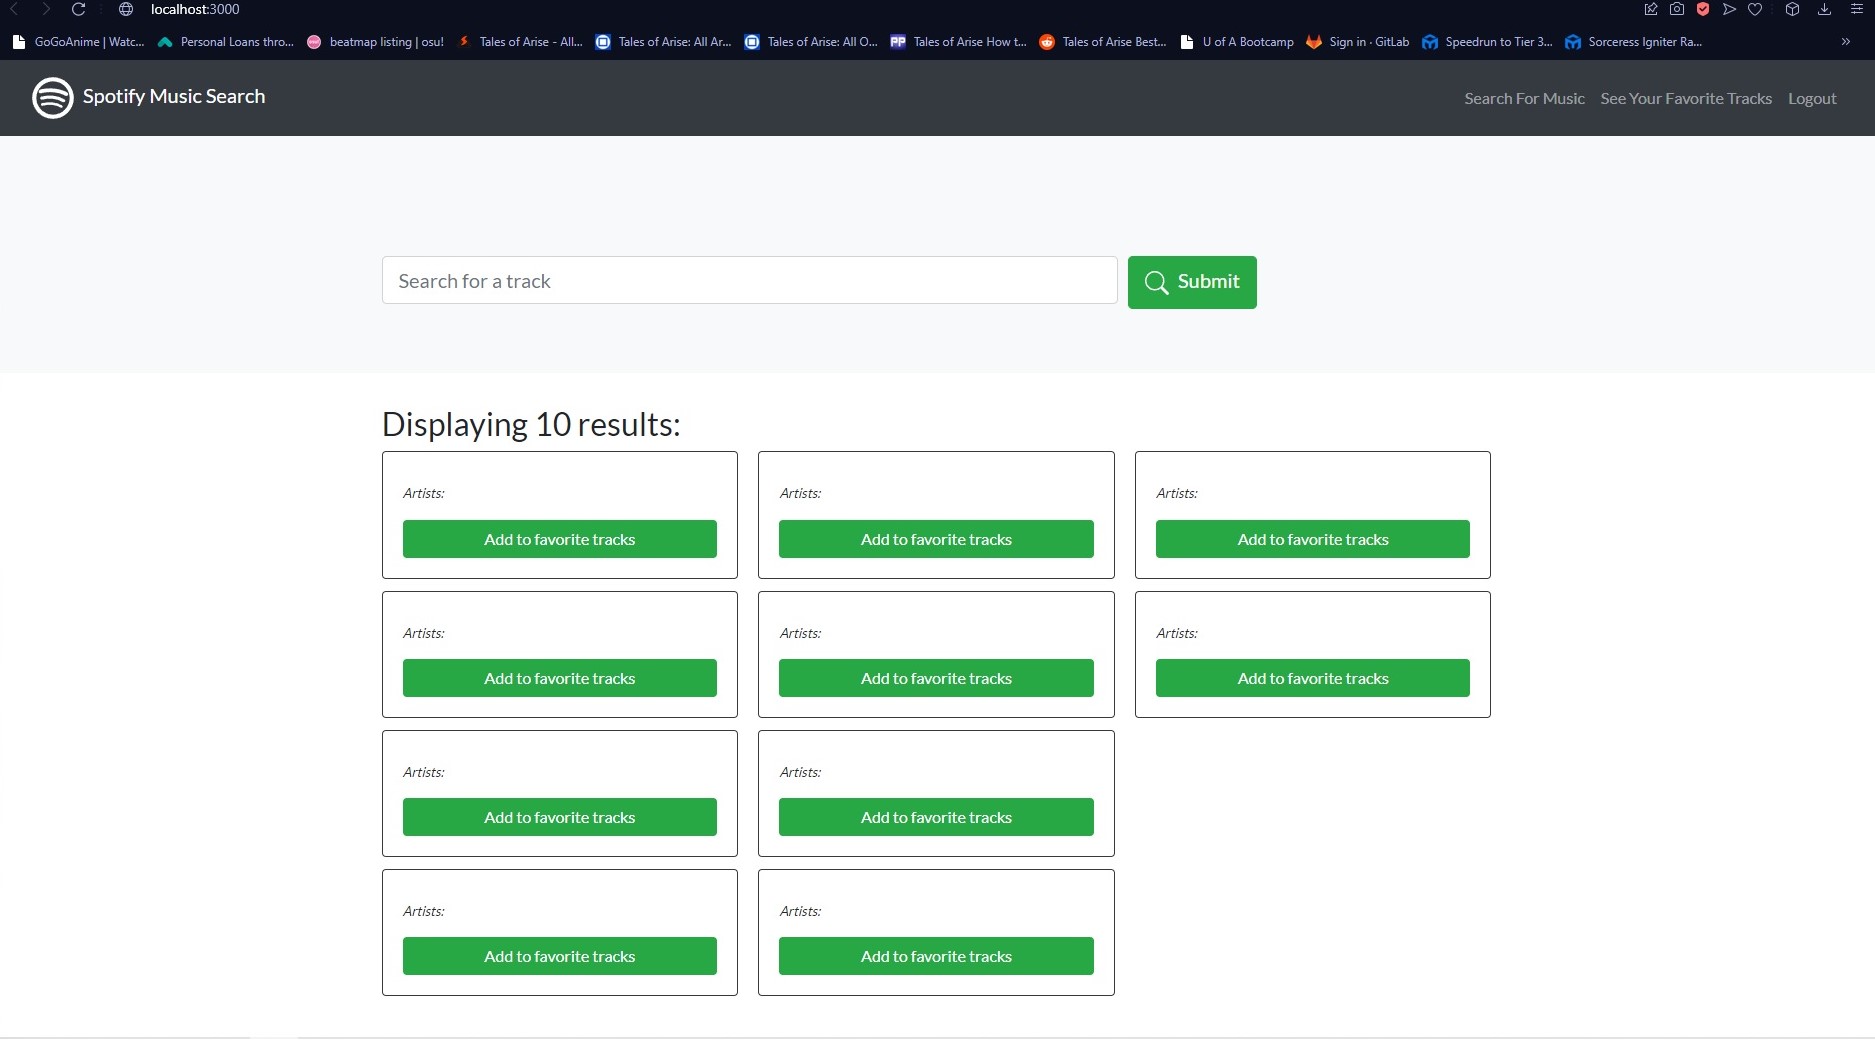 localhost:3000
GoGoAnime | Watc... Personal Loans thro... beatmap listing | osu! Tales of Arise - All... Tales of Arise: All Ar... Tales of Arise: All O... PP Tales of Arise How t... Tales of Arise Best... U of A Bootcamp Sign in · GitLab Speedrun to Tier 3... Sorceress Igniter Ra... »
Spotify Music Search Search For Music See Your Favorite Tracks Logout
Search for a track Submit
Displaying 10 results:
Artists: Artists: Artists:
Add to favorite tracks Add to favorite tracks Add to favorite tracks
Artists: Artists: Artists:
Add to favorite tracks Add to favorite tracks Add to favorite tracks
Artists: Artists:
Add to favorite tracks Add to favorite tracks
Artists: Artists:
Add to favorite tracks Add to favorite tracks